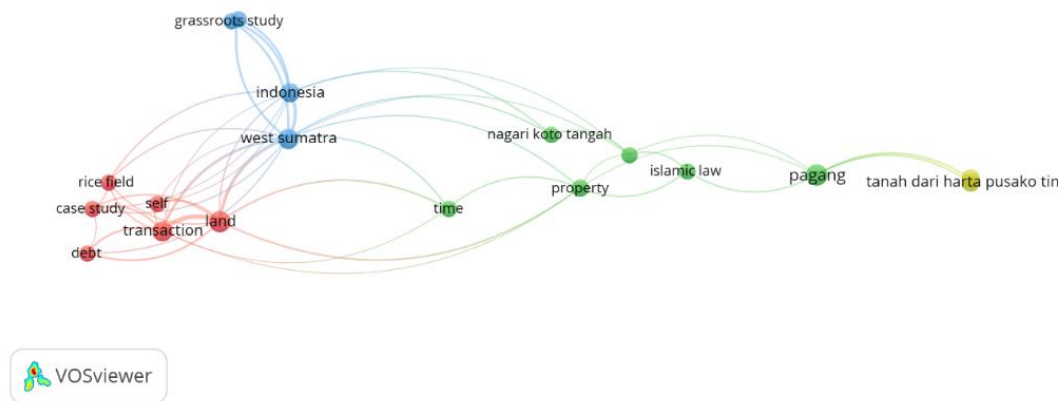 grassroots study
indonesia
west sumatra
nagari koto tangah
islamic law
pagang
tanah dari harta pusako tin
rice field
self
case study
property
time
land
transaction
debt
VOSviewer